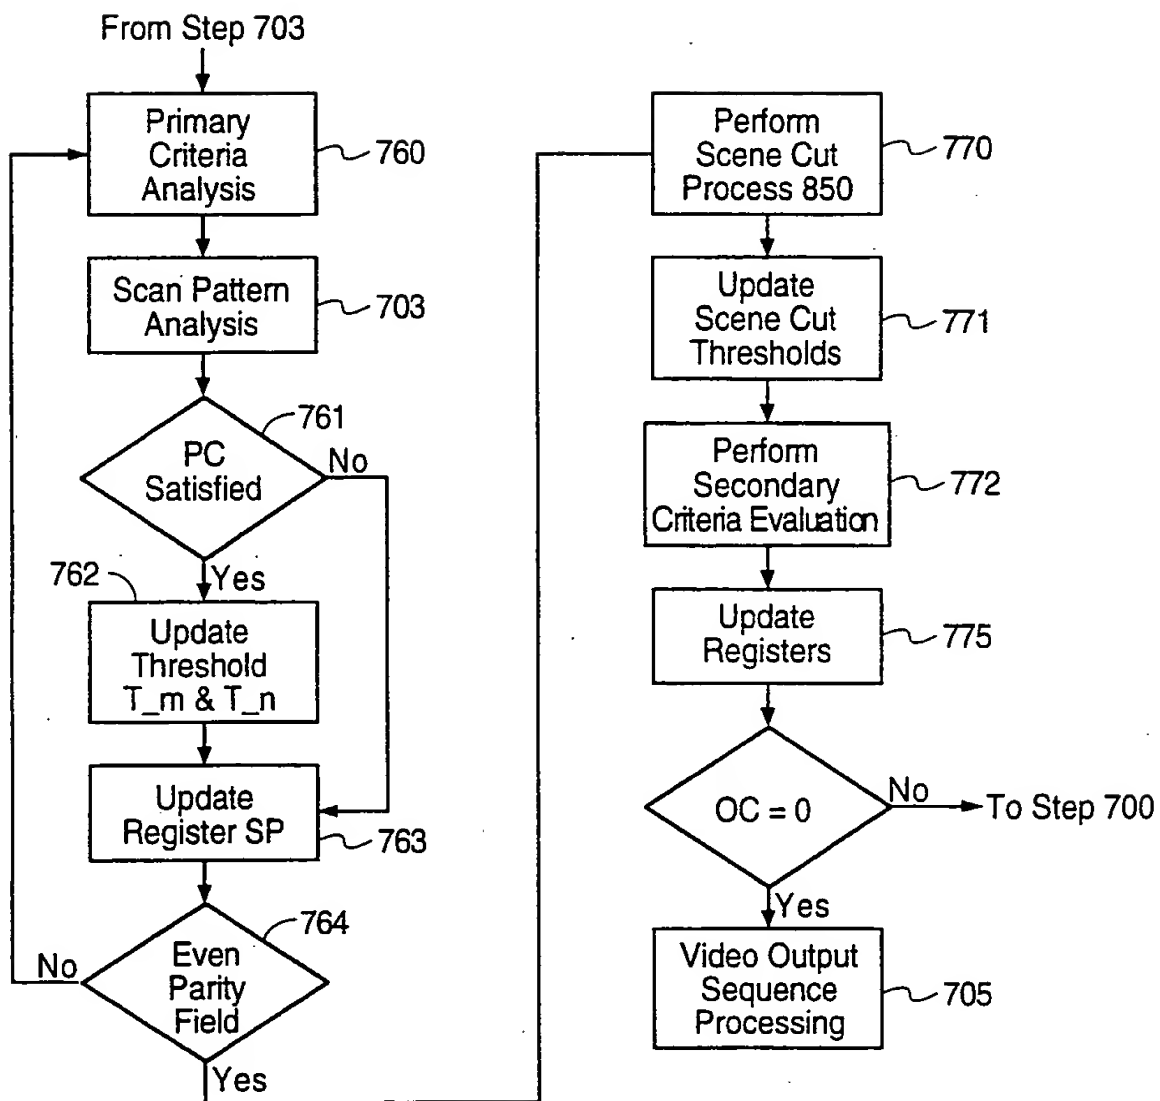 From Step 703
Primary
Criteria
Analysis
760
Scan Pattern
Analysis
703
761
PC
Satisfied
No
Yes
762
Update
Threshold
T_m & T_n
Update
Register SP
763
764
Even
Parity
Field
No
Yes
Perform
Scene Cut
Process 850
770
Update
Scene Cut
Thresholds
771
Perform
Secondary
Criteria Evaluation
772
Update
Registers
775
OC = 0
No
To Step 700
Yes
Video Output
Sequence
Processing
705